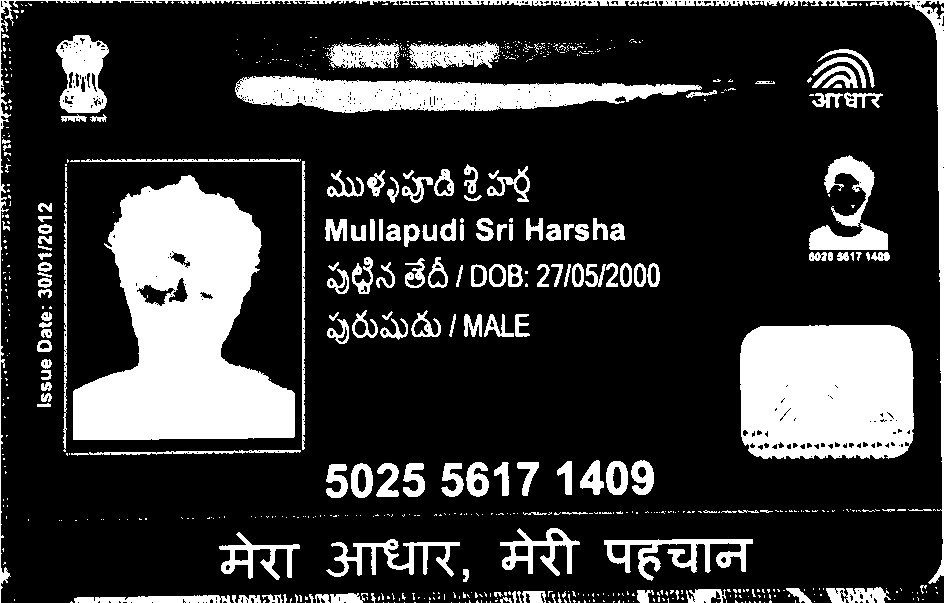 सत्यमेव जयते
आधार
ముళ్ళపూడి శ్రీ హర్ష
Mullapudi Sri Harsha
పుట్టిన తేదీ / DOB: 27/05/2000
పురుషుడు / MALE
Issue Date: 30/01/2012
5025 5617 1409
5025 5617 1409
मेरा आधार, मेरी पहचान